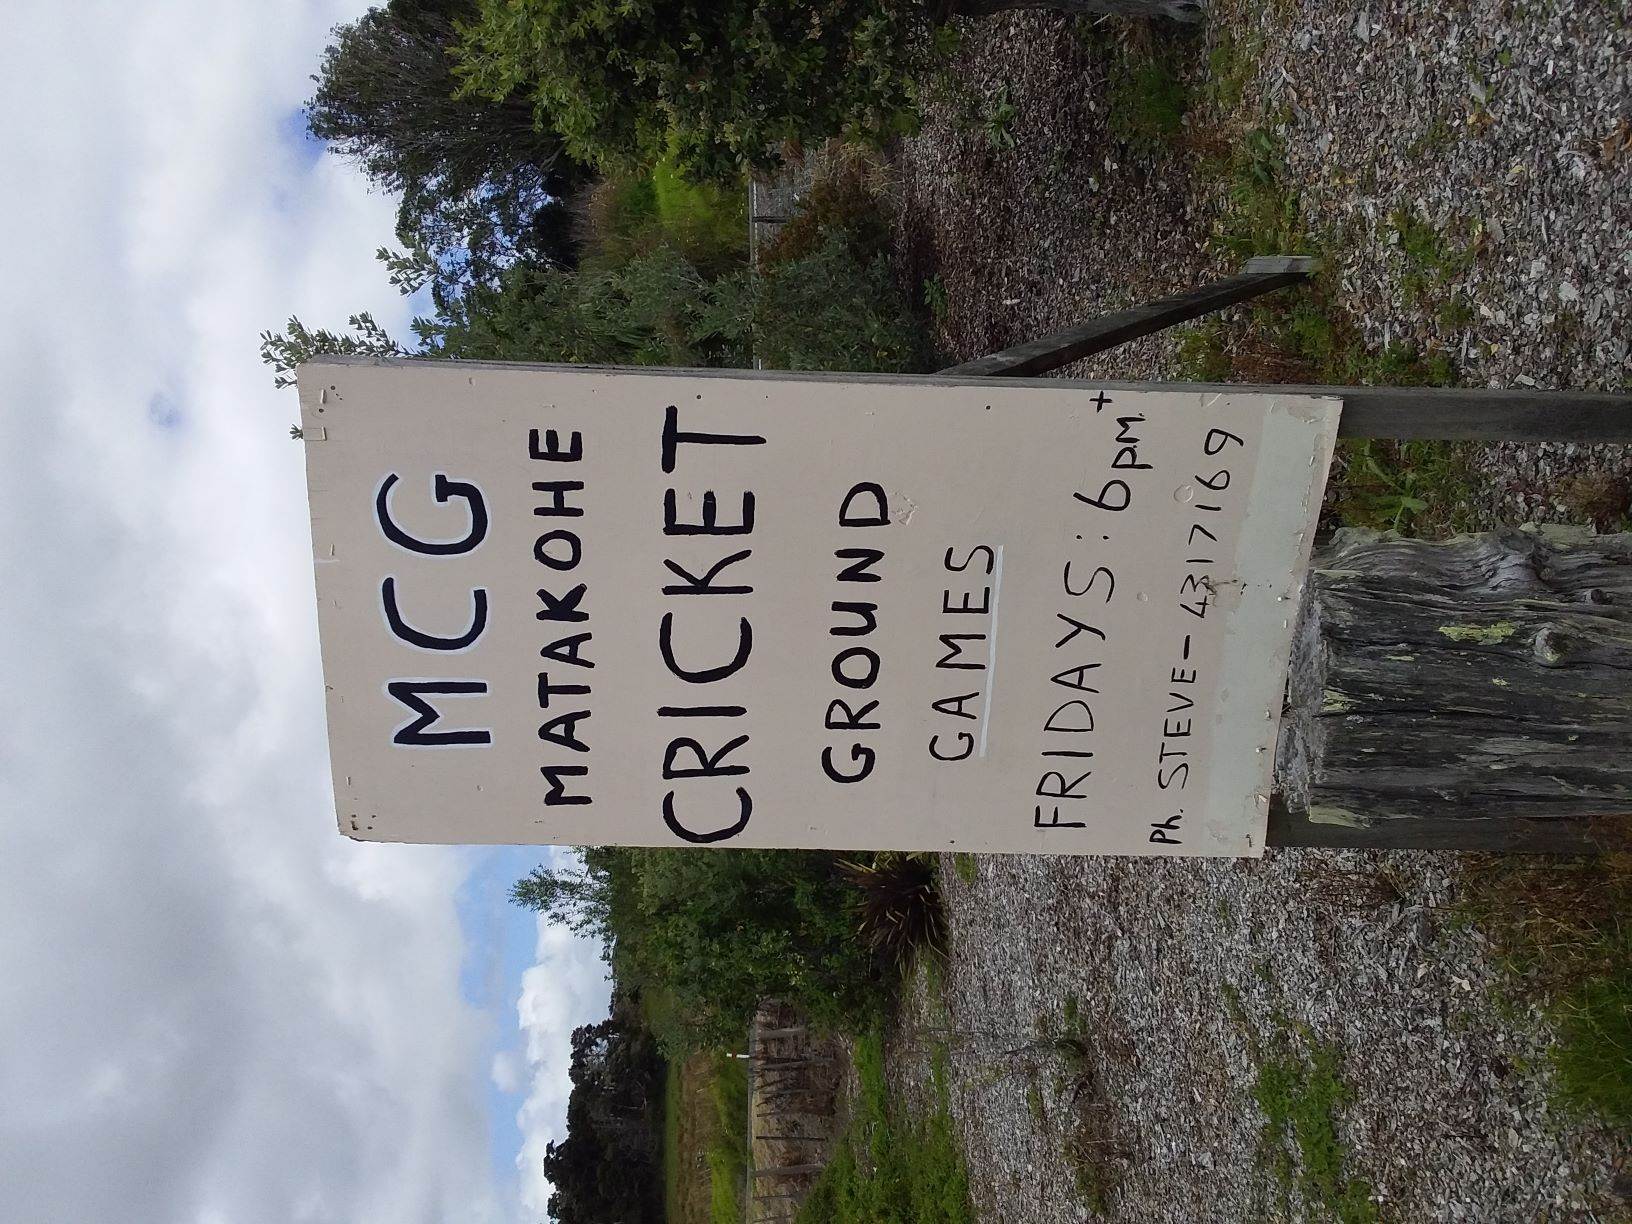 MCG
MATAKOHE
CRICKET
GROUND
GAMES
FRIDAYS: 6pm.+
Ph. STEVE - 4317169